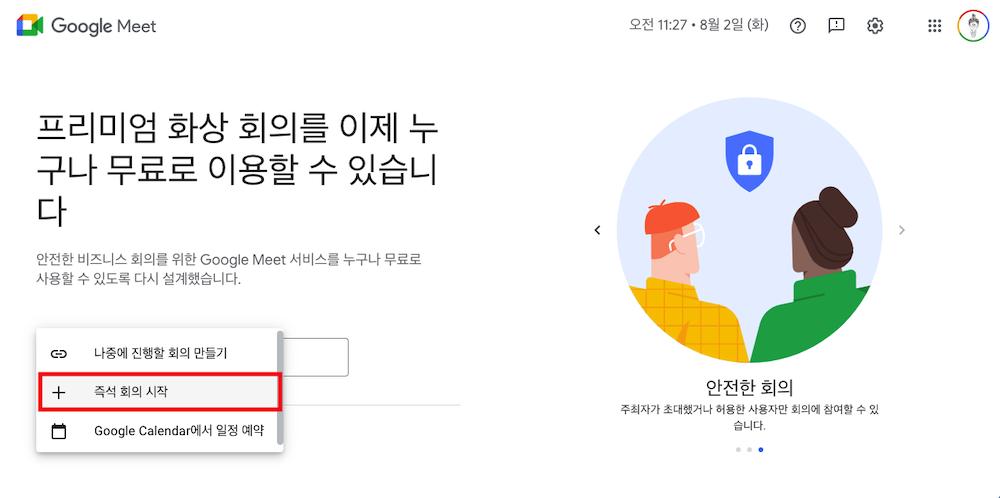 Google Meet
오전 11:27 • 8월 2일 (화)
프리미엄 화상 회의를 이제 누
구나 무료로 이용할 수 있습니
다
안전한 비즈니스 회의를 위한 Google Meet 서비스를 누구나 무료로
사용할 수 있도록 다시 설계했습니다.
나중에 진행할 회의 만들기
즉석 회의 시작
Google Calendar에서 일정 예약
안전한 회의
주최자가 초대했거나 허용한 사용자만 회의에 참여할 수 있
습니다.